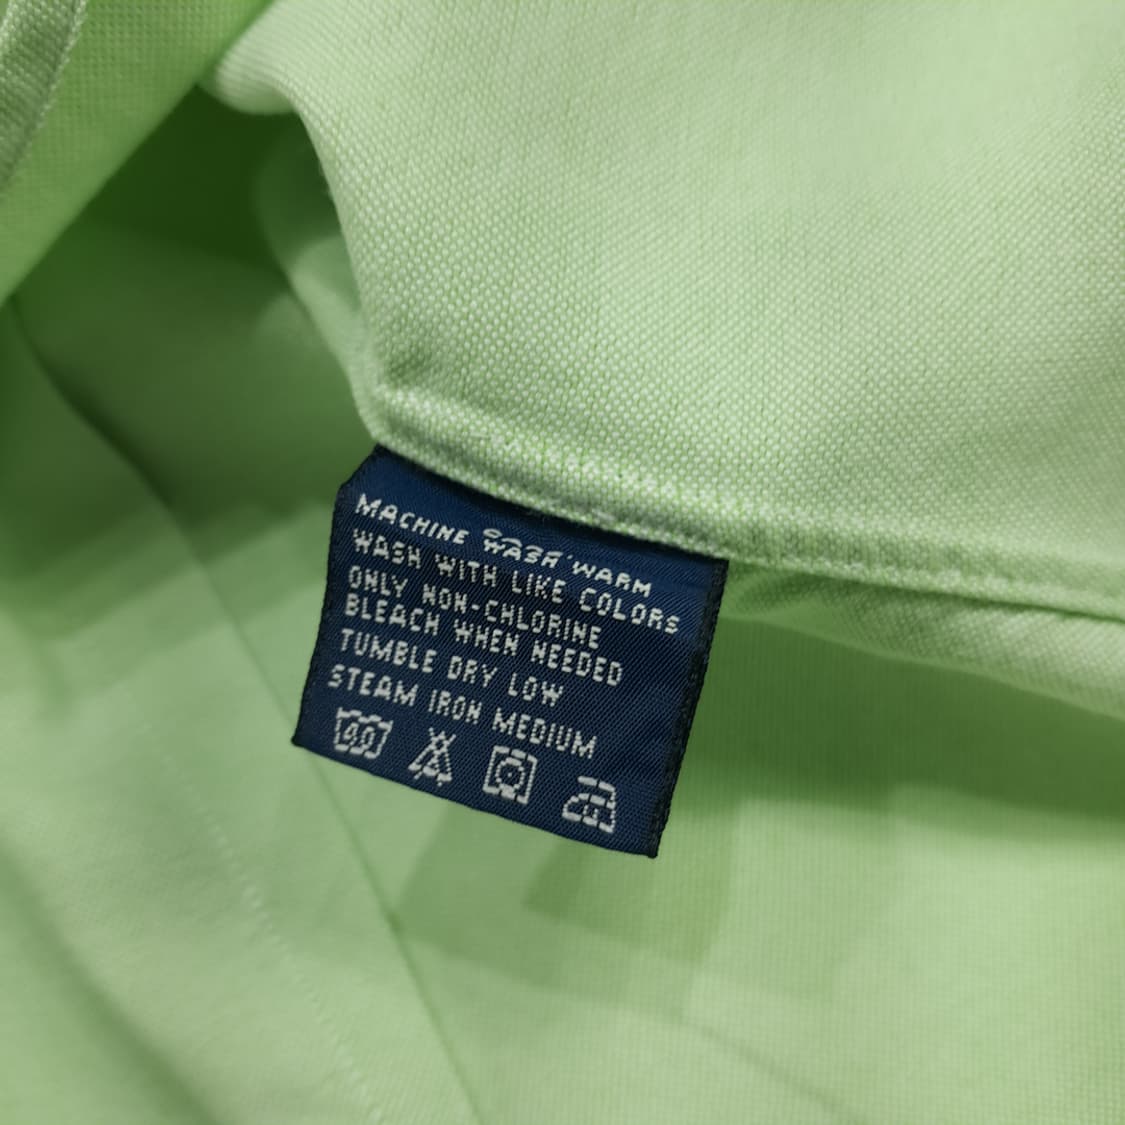 MACHINE WASH WARM
WASH WITH LIKE COLORS
ONLY NON-CHLORINE
BLEACH WHEN NEEDED
TUMBLE DRY LOW
STEAM IRON MEDIUM